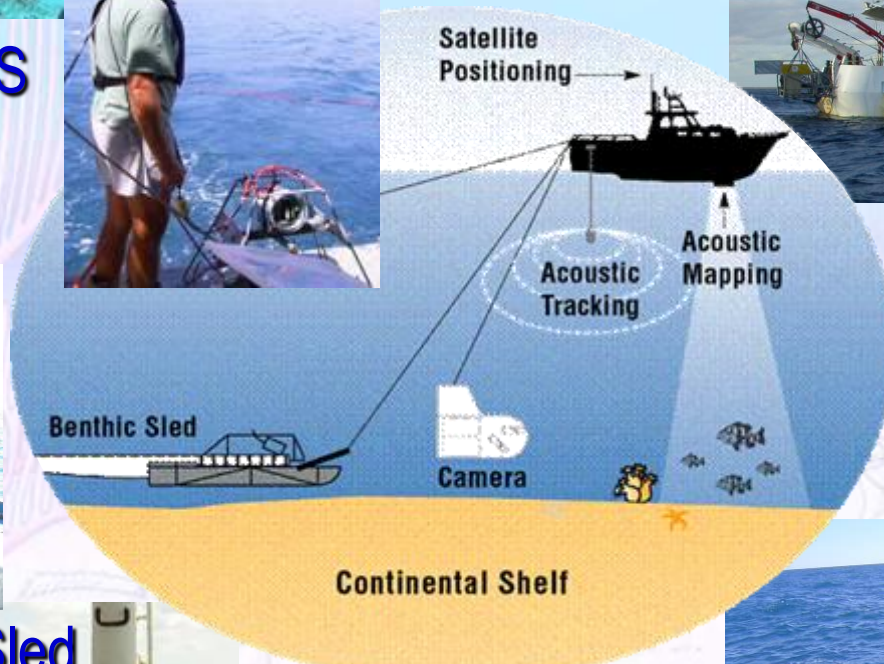 s
Satellite
Positioning
Acoustic
Mapping
Acoustic
Tracking
Benthic Sled
Camera
Continental Shelf
Sled